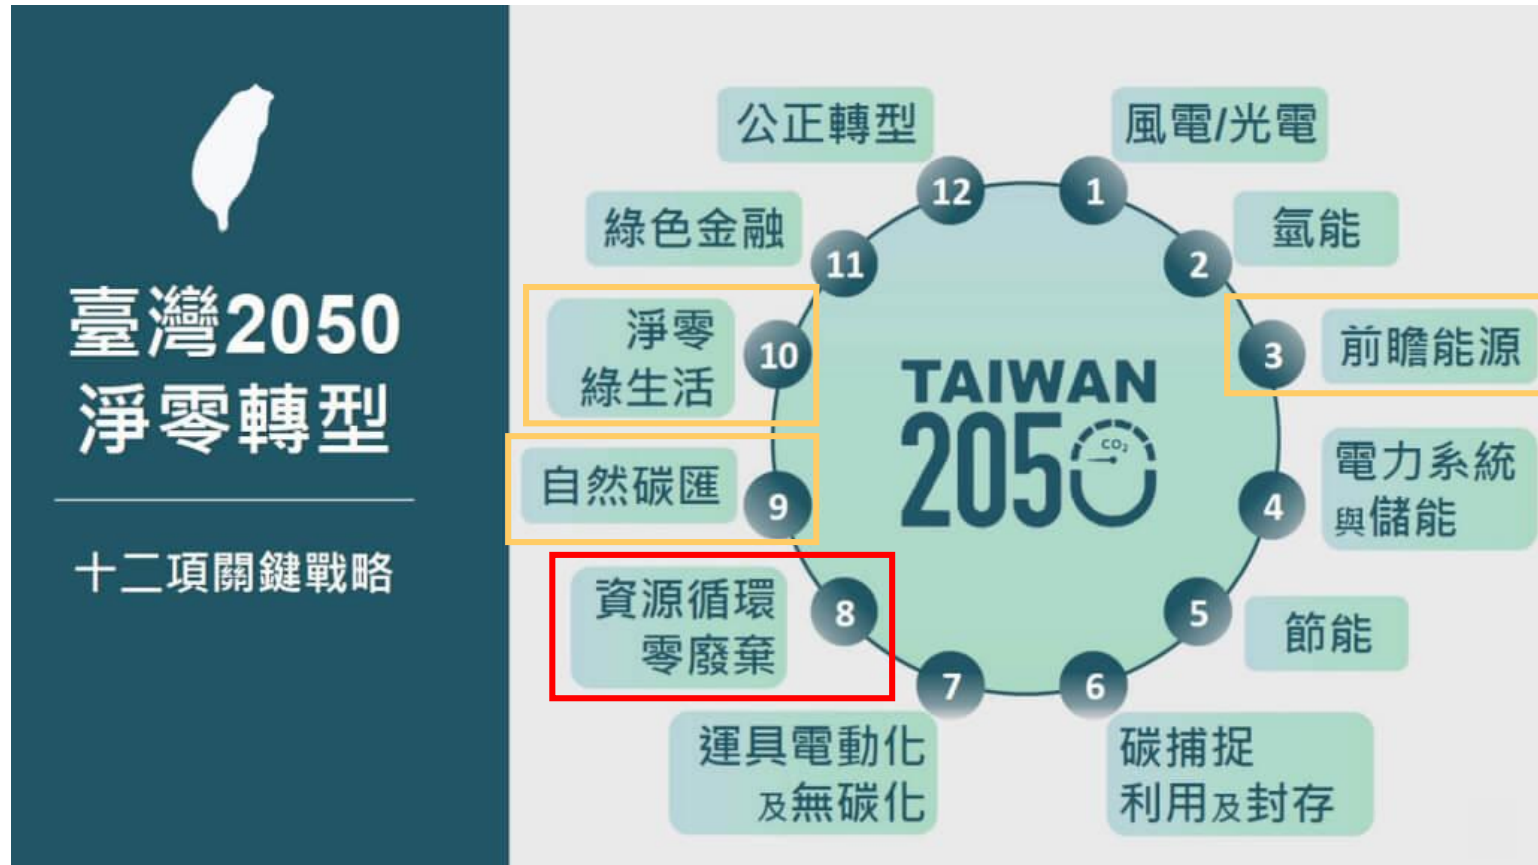 臺灣2050
淨零轉型
十二項關鍵戰略
風電/光電
1
氫能
2
前瞻能源
3
電力系統
與儲能
4
節能
5
碳捕捉
利用及封存
6
運具電動化
及無碳化
7
資源循環
零廢棄
8
自然碳匯
9
淨零
綠生活
10
綠色金融
11
公正轉型
12
TAIWAN
2050
CO₂